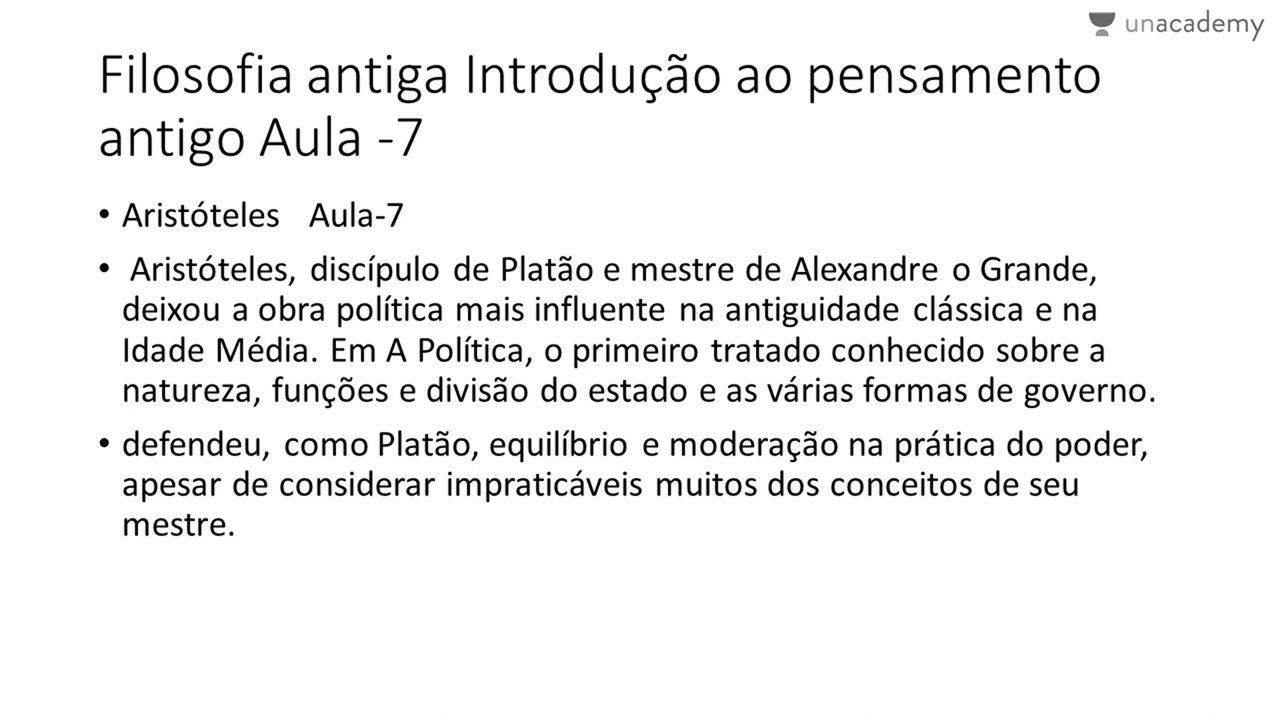 unacademy
Filosofia antiga Introdução ao pensamento
antigo Aula -7
• Aristóteles Aula-7
• Aristóteles, discípulo de Platão e mestre de Alexandre o Grande,
deixou a obra política mais influente na antiguidade clássica e na
Idade Média. Em A Política, o primeiro tratado conhecido sobre a
natureza, funções e divisão do estado e as várias formas de governo.
• defendeu, como Platão, equilíbrio e moderação na prática do poder,
apesar de considerar impraticáveis muitos dos conceitos de seu
mestre.